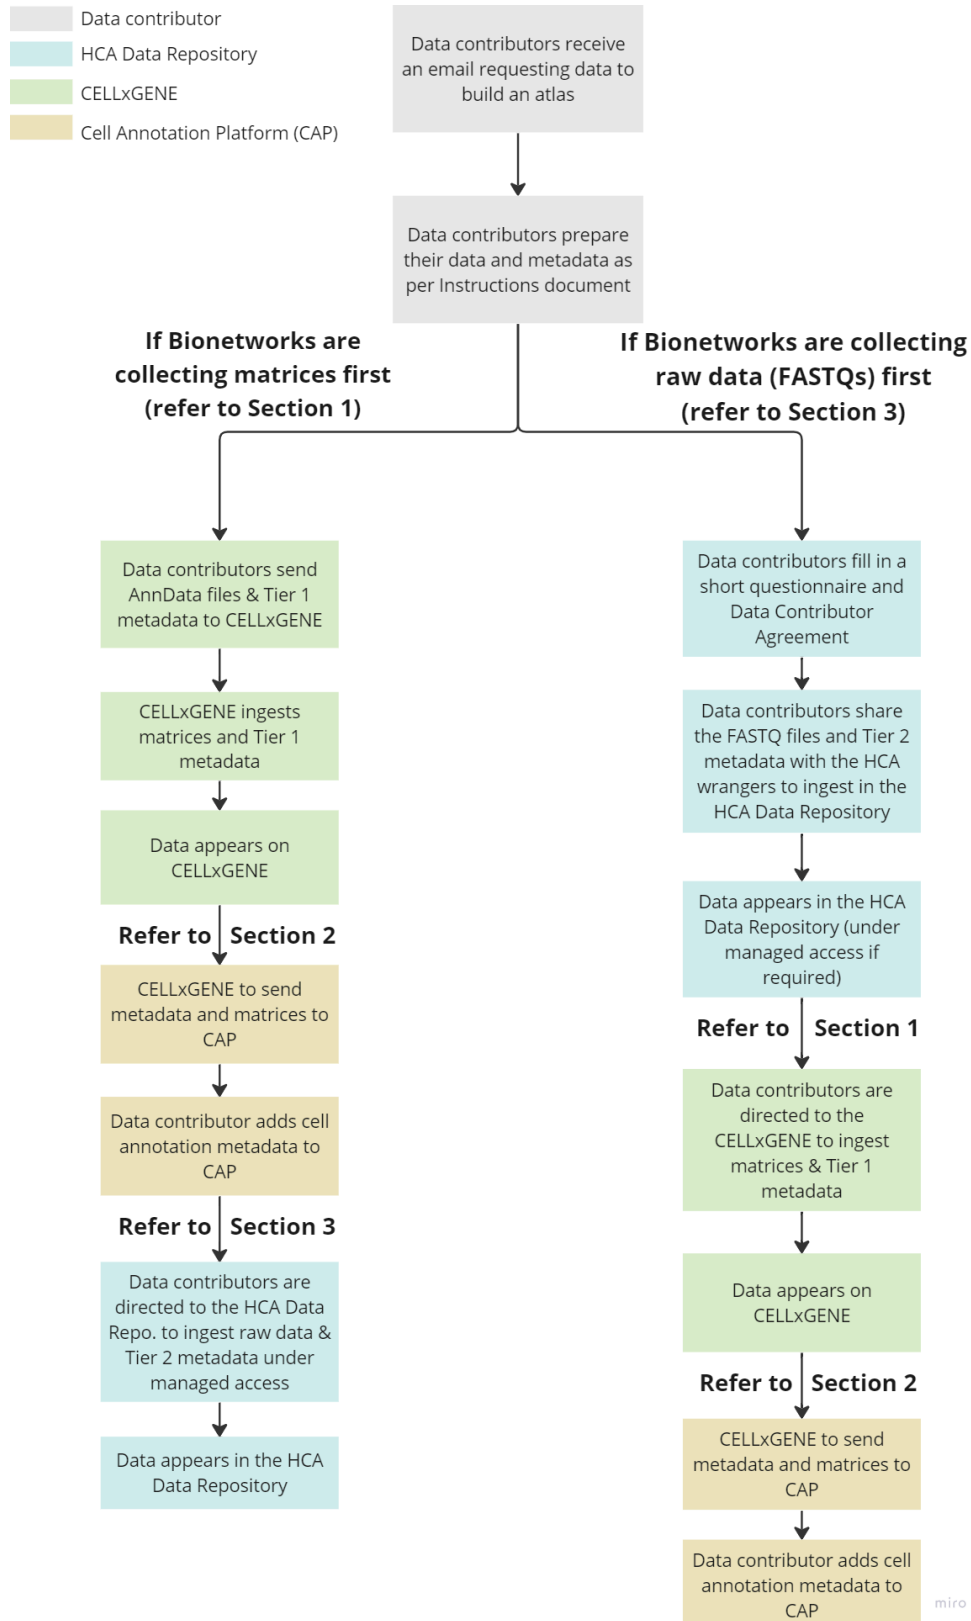 Data contributor
HCA Data Repository
CELLxGENE
Cell Annotation Platform (CAP)
Data contributors receive
an email requesting data to
build an atlas
Data contributors prepare
their data and metadata as
per Instructions document
If Bionetworks are
collecting matrices first
(refer to Section 1)
If Bionetworks are collecting
raw data (FASTQs) first
(refer to Section 3)
Data contributors send
AnnData files & Tier 1
metadata to CELLxGENE
CELLxGENE ingests
matrices and Tier 1
metadata
Data appears on
CELLxGENE
Refer to Section 2
CELLxGENE to send
metadata and matrices to
CAP
Data contributor adds cell
annotation metadata to
CAP
Refer to Section 3
Data contributors are
directed to the HCA Data
Repo. to ingest raw data &
Tier 2 metadata under
managed access
Data appears in the HCA
Data Repository
Data contributors fill in a
short questionnaire and
Data Contributor
Agreement
Data contributors share
the FASTQ files and Tier 2
metadata with the HCA
wrangers to ingest in the
HCA Data Repository
Data appears in the HCA
Data Repository (under
managed access if
required)
Refer to Section 1
Data contributors are
directed to the
CELLxGENE to ingest
matrices & Tier 1
metadata
Data appears on
CELLxGENE
Refer to Section 2
CELLxGENE to send
metadata and matrices to
CAP
Data contributor adds cell
annotation metadata to
CAP
miro